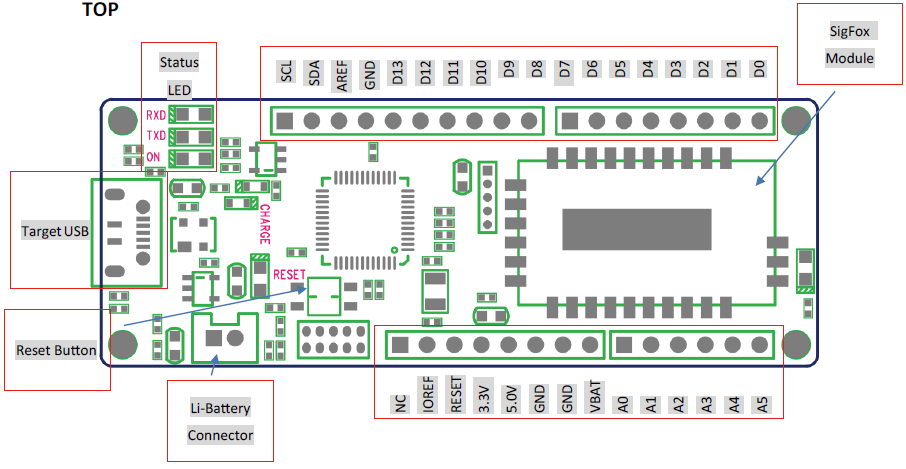 TOP
SigFox
Module
Status
LED
SCL
SDA
AREF
GND
D13
D12
D11
D10
D9
D8
D7
D6
D5
D4
D3
D2
D1
D0
RXD
TXD
ON
Target USB
CHARGE
RESET
Reset Button
Li-Battery
Connector
NC
IOREF
RESET
3.3V
5.0V
GND
GND
VBAT
A0
A1
A2
A3
A4
A5